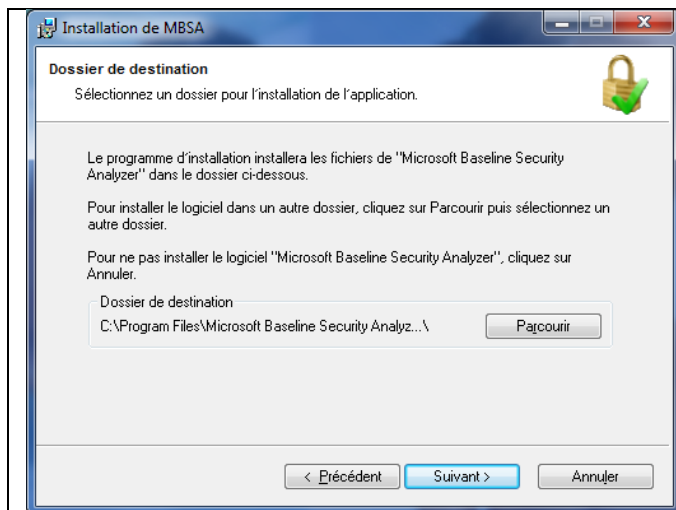 Installation de MBSA
Dossier de destination
Sélectionnez un dossier pour l'installation de l'application.
Le programme d'installation installera les fichiers de "Microsoft Baseline Security
Analyzer" dans le dossier ci-dessous.
Pour installer le logiciel dans un autre dossier, cliquez sur Parcourir puis sélectionnez un
autre dossier.
Pour ne pas installer le logiciel "Microsoft Baseline Security Analyzer", cliquez sur
Annuler.
Dossier de destination
C:\Program Files\Microsoft Baseline Security Analyz...\ Parcourir
< Précédent Suivant > Annuler